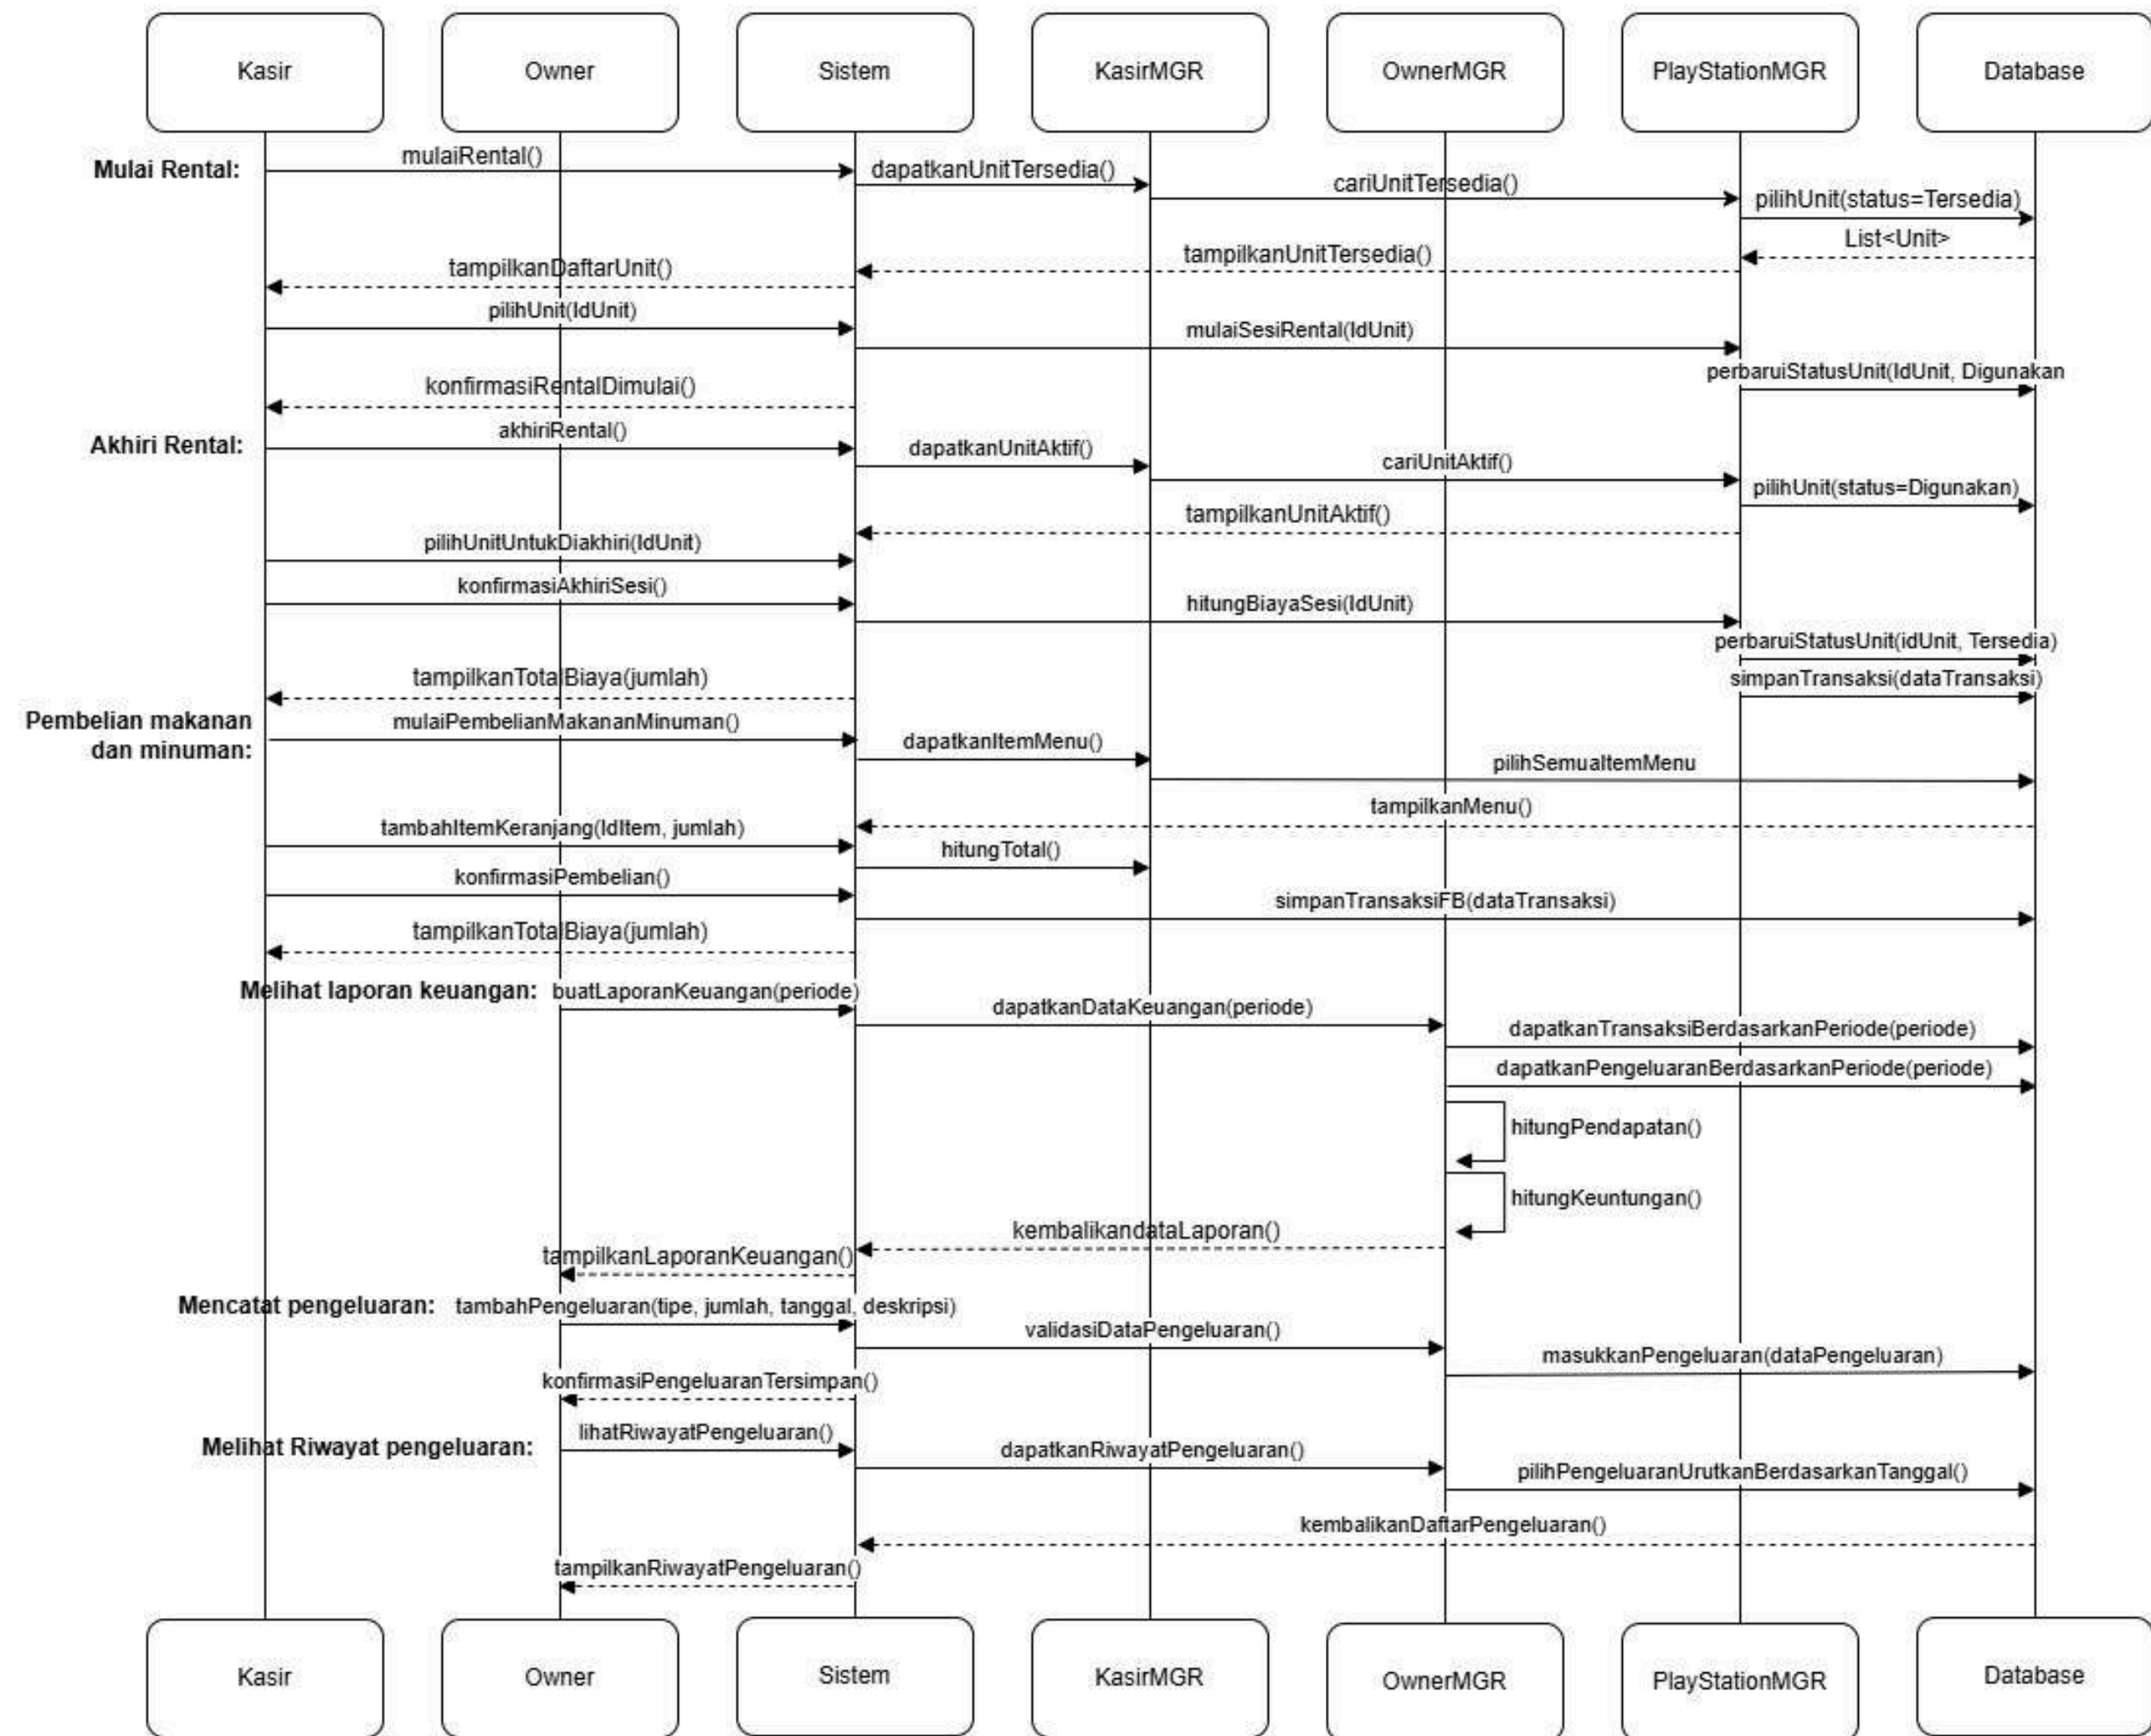 Kasir
Owner
Sistem
KasirMGR
OwnerMGR
PlayStationMGR
Database
Mulai Rental:
mulaiRental()
dapatkanUnitTersedia()
cariUnitTersedia()
pilihUnit(status=Tersedia)
List<Unit>
tampilkanUnitTersedia()
tampilkanDaftarUnit()
pilihUnit(IdUnit)
mulaiSesiRental(IdUnit)
perbaruiStatusUnit(IdUnit, Digunakan
konfirmasiRentalDimulai()
Akhiri Rental:
akhiriRental()
dapatkanUnitAktif()
cariUnitAktif()
pilihUnit(status=Digunakan)
tampilkanUnitAktif()
pilihUnitUntukDiakhiri(IdUnit)
konfirmasiAkhiriSesi()
hitungBiayaSesi(IdUnit)
perbaruiStatusUnit(idUnit, Tersedia)
simpanTransaksi(dataTransaksi)
tampilkanTotalBiaya(jumlah)
Pembelian makanan
dan minuman:
mulaiPembelianMakananMinuman()
dapatkanItemMenu()
pilihSemuaItemMenu
tampilkanMenu()
tambahItemKeranjang(IdItem, jumlah)
hitungTotal()
konfirmasiPembelian()
simpanTransaksiFB(dataTransaksi)
tampilkanTotalBiaya(jumlah)
Melihat laporan keuangan:
buatLaporanKeuangan(periode)
dapatkanDataKeuangan(periode)
dapatkanTransaksiBerdasarkanPeriode(periode)
dapatkanPengeluaranBerdasarkanPeriode(periode)
hitungPendapatan()
hitungKeuntungan()
kembalikandataLaporan()
tampilkanLaporanKeuangan()
Mencatat pengeluaran:
tambahPengeluaran(tipe, jumlah, tanggal, deskripsi)
validasiDataPengeluaran()
masukkanPengeluaran(dataPengeluaran)
konfirmasiPengeluaranTersimpan()
Melihat Riwayat pengeluaran:
lihatRiwayatPengeluaran()
dapatkanRiwayatPengeluaran()
pilihPengeluaranUrutkanBerdasarkanTanggal()
kembalikanDaftarPengeluaran()
tampilkanRiwayatPengeluaran()
Kasir
Owner
Sistem
KasirMGR
OwnerMGR
PlayStationMGR
Database